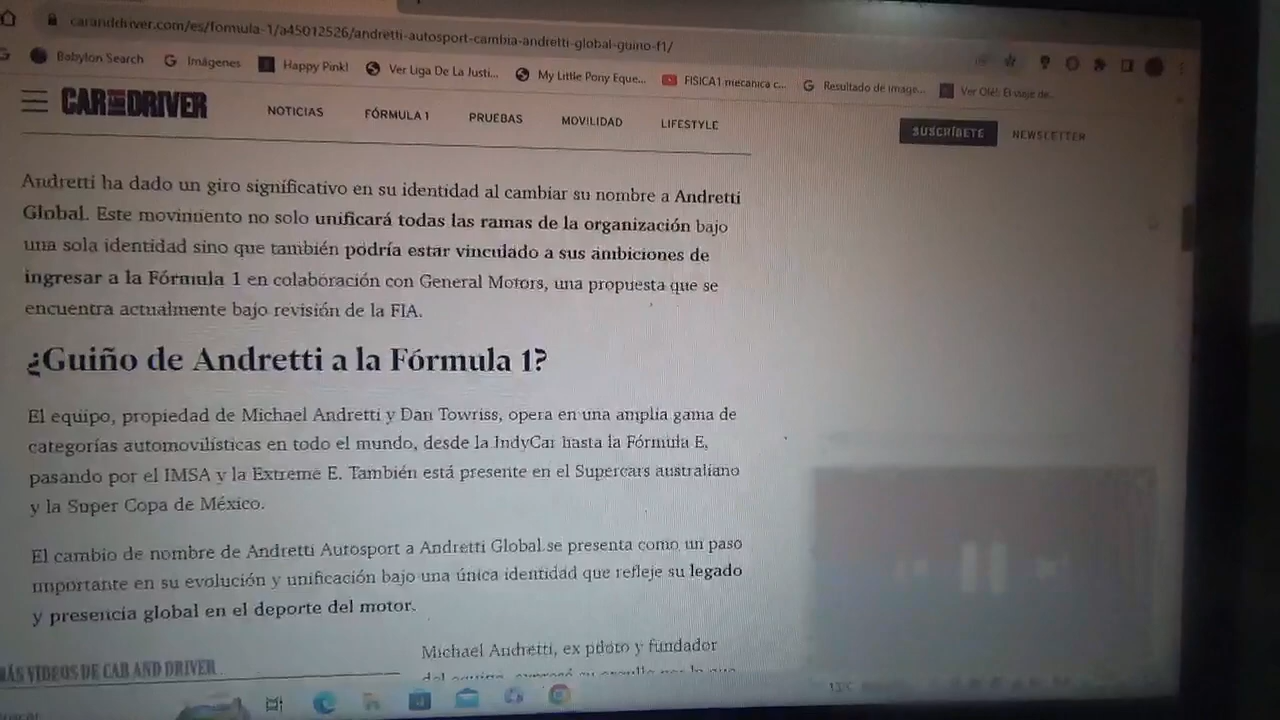 caranddriver.com/es/formula-1/a45012526/andretti-autosport-cambia-andretti-global-guino-f1/
Babylon Search Imágenes Happy Pink! Ver Liga De La Justi... My Little Pony Eque... FISICA1 mecanica c... Resultado de image... Ver Olé! El viaje de...
CAR AND DRIVER NOTICIAS FÓRMULA 1 PRUEBAS MOVILIDAD LIFESTYLE SUSCRÍBETE NEWSLETTER
Andretti ha dado un giro significativo en su identidad al cambiar su nombre a Andretti
Global. Este movimiento no solo unificará todas las ramas de la organización bajo
una sola identidad sino que también podría estar vinculado a sus ambiciones de
ingresar a la Fórmula 1 en colaboración con General Motors, una propuesta que se
encuentra actualmente bajo revisión de la FIA.
¿Guiño de Andretti a la Fórmula 1?
El equipo, propiedad de Michael Andretti y Dan Towriss, opera en una amplia gama de
categorías automovilísticas en todo el mundo, desde la IndyCar hasta la Fórmula E,
pasando por el IMSA y la Extreme E. También está presente en el Supercars australiano
y la Super Copa de México.
El cambio de nombre de Andretti Autosport a Andretti Global se presenta como un paso
importante en su evolución y unificación bajo una única identidad que refleje su legado
y presencia global en el deporte del motor.
Michael Andretti, ex piloto y fundador
MÁS VÍDEOS DE CAR AND DRIVER
13°C